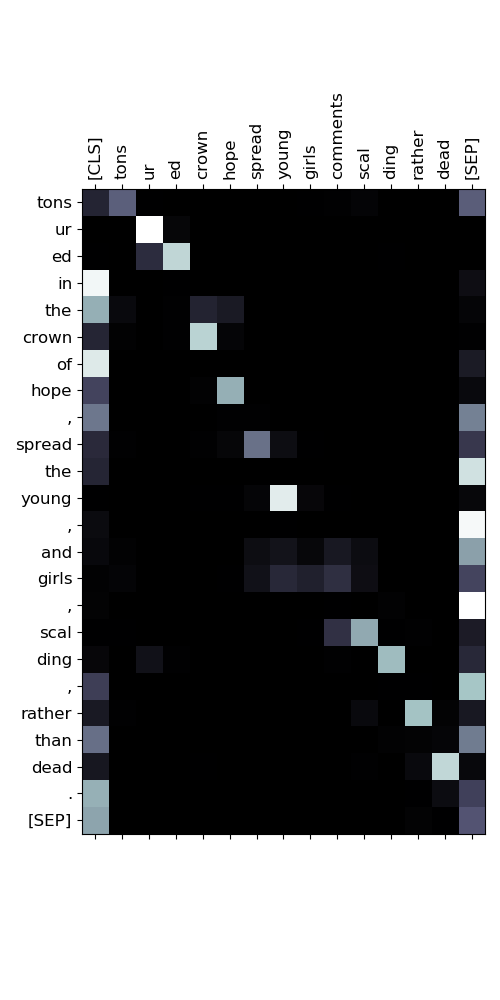 [CLS] tons ur ed crown hope spread young girls comments scal ding rather dead [SEP]
tons
ur
ed
in
the
crown
of
hope
,
spread
the
young
,
and
girls
,
scal
ding
,
rather
than
dead
.
[SEP]